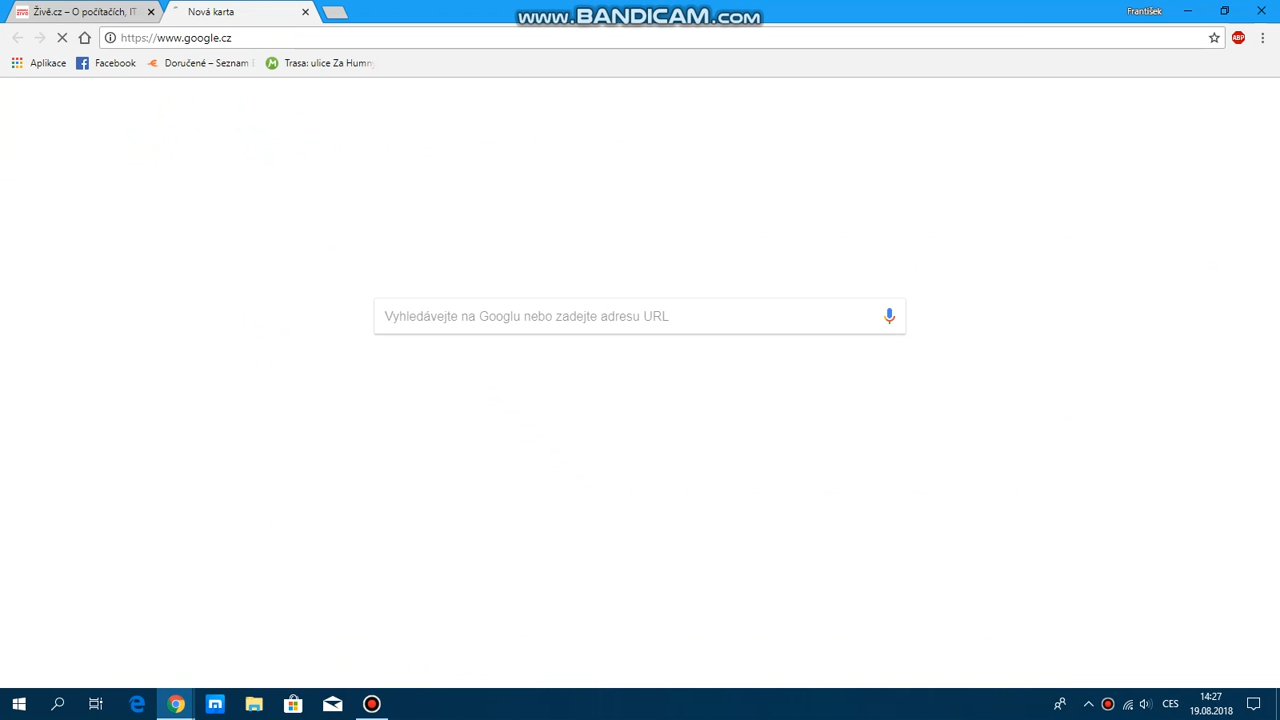 Živě.cz – O počítačích, IT
Nová karta
www.BANDICAM.com
František
https://www.google.cz
ABP
Aplikace
Facebook
Doručené – Seznam
Trasa: ulice Za Humn
Vyhledávejte na Googlu nebo zadejte adresu URL
CES
14:27
19.08.2018